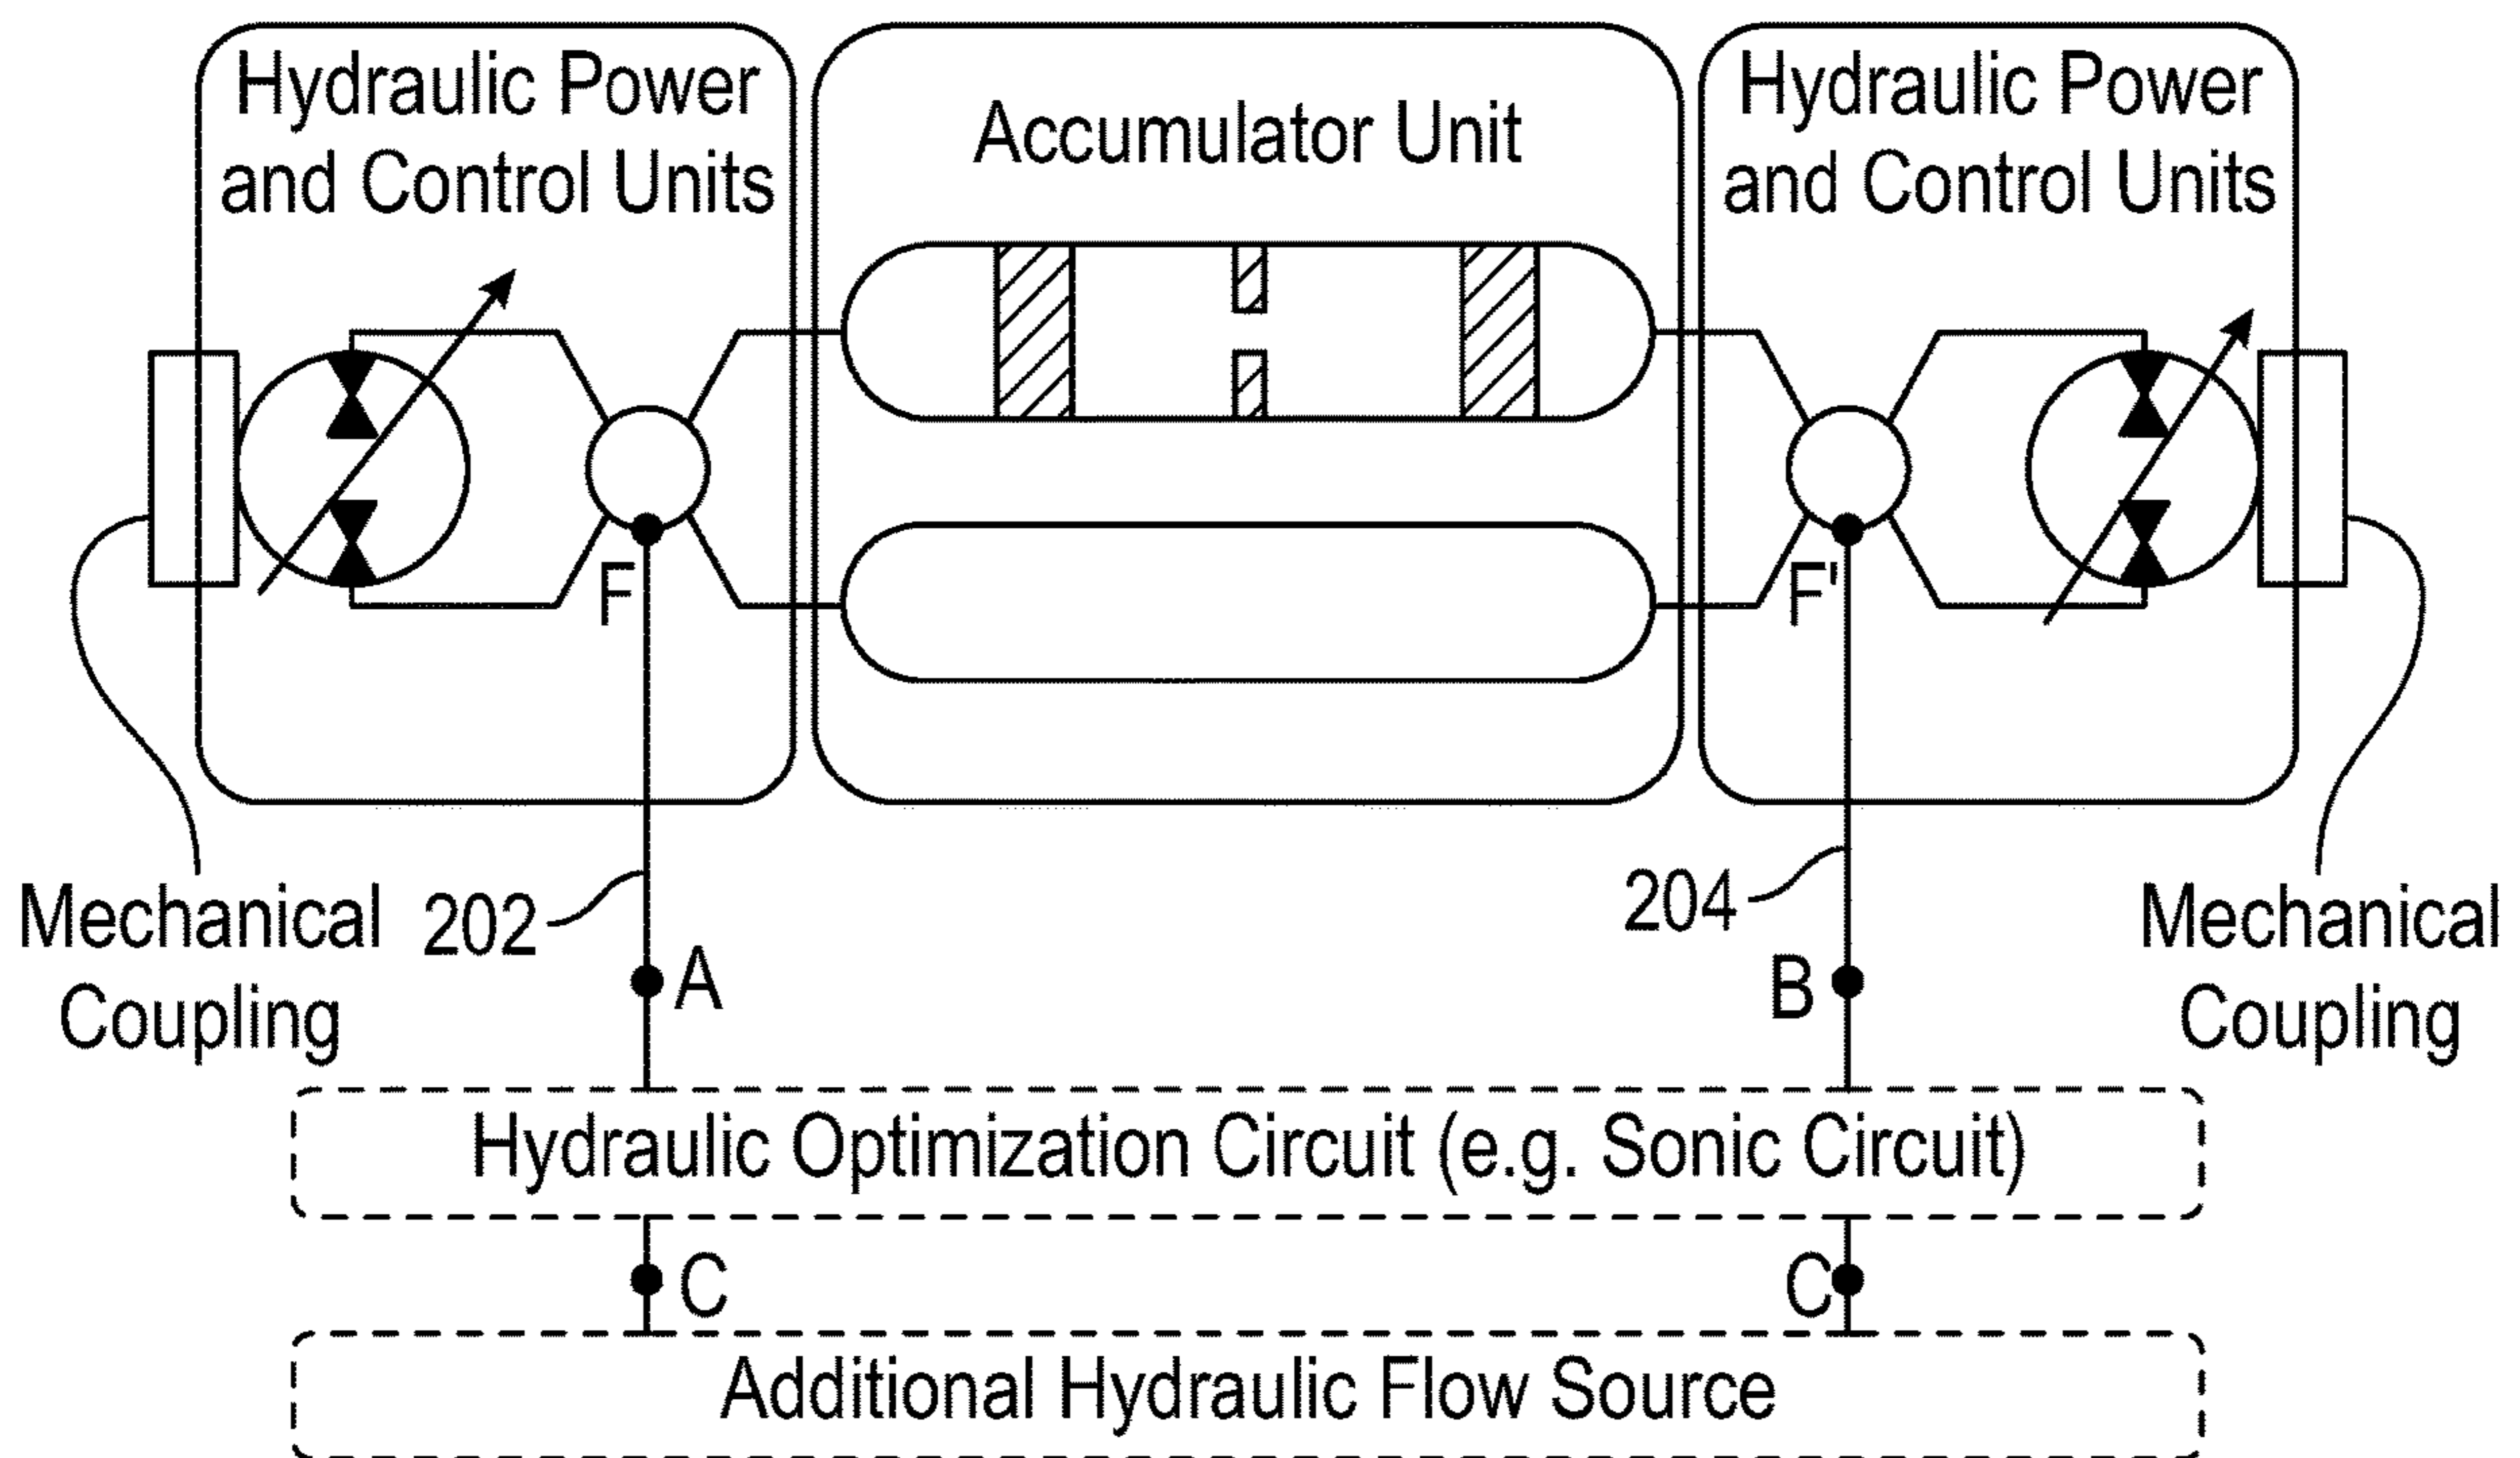 Hydraulic Power
and Control Units
Accumulator Unit
Hydraulic Power
and Control Units
F
F'
Mechanical
Coupling
202
A
204
B
Mechanical
Coupling
Hydraulic Optimization Circuit (e.g. Sonic Circuit)
C
C
Additional Hydraulic Flow Source